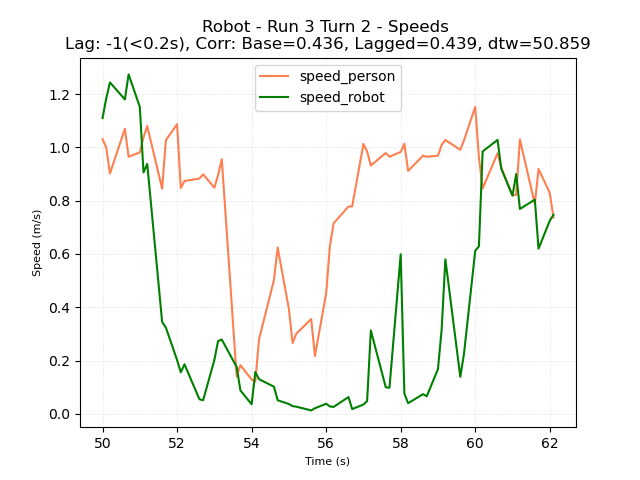 Robot - Run 3 Turn 2 - Speeds
Lag: -1(<0.2s), Corr: Base=0.436, Lagged=0.439, dtw=50.859
speed_person
speed_robot
1.2
1.0
0.8
0.6
0.4
0.2
0.0
Speed (m/s)
50 52 54 56 58 60 62
Time (s)